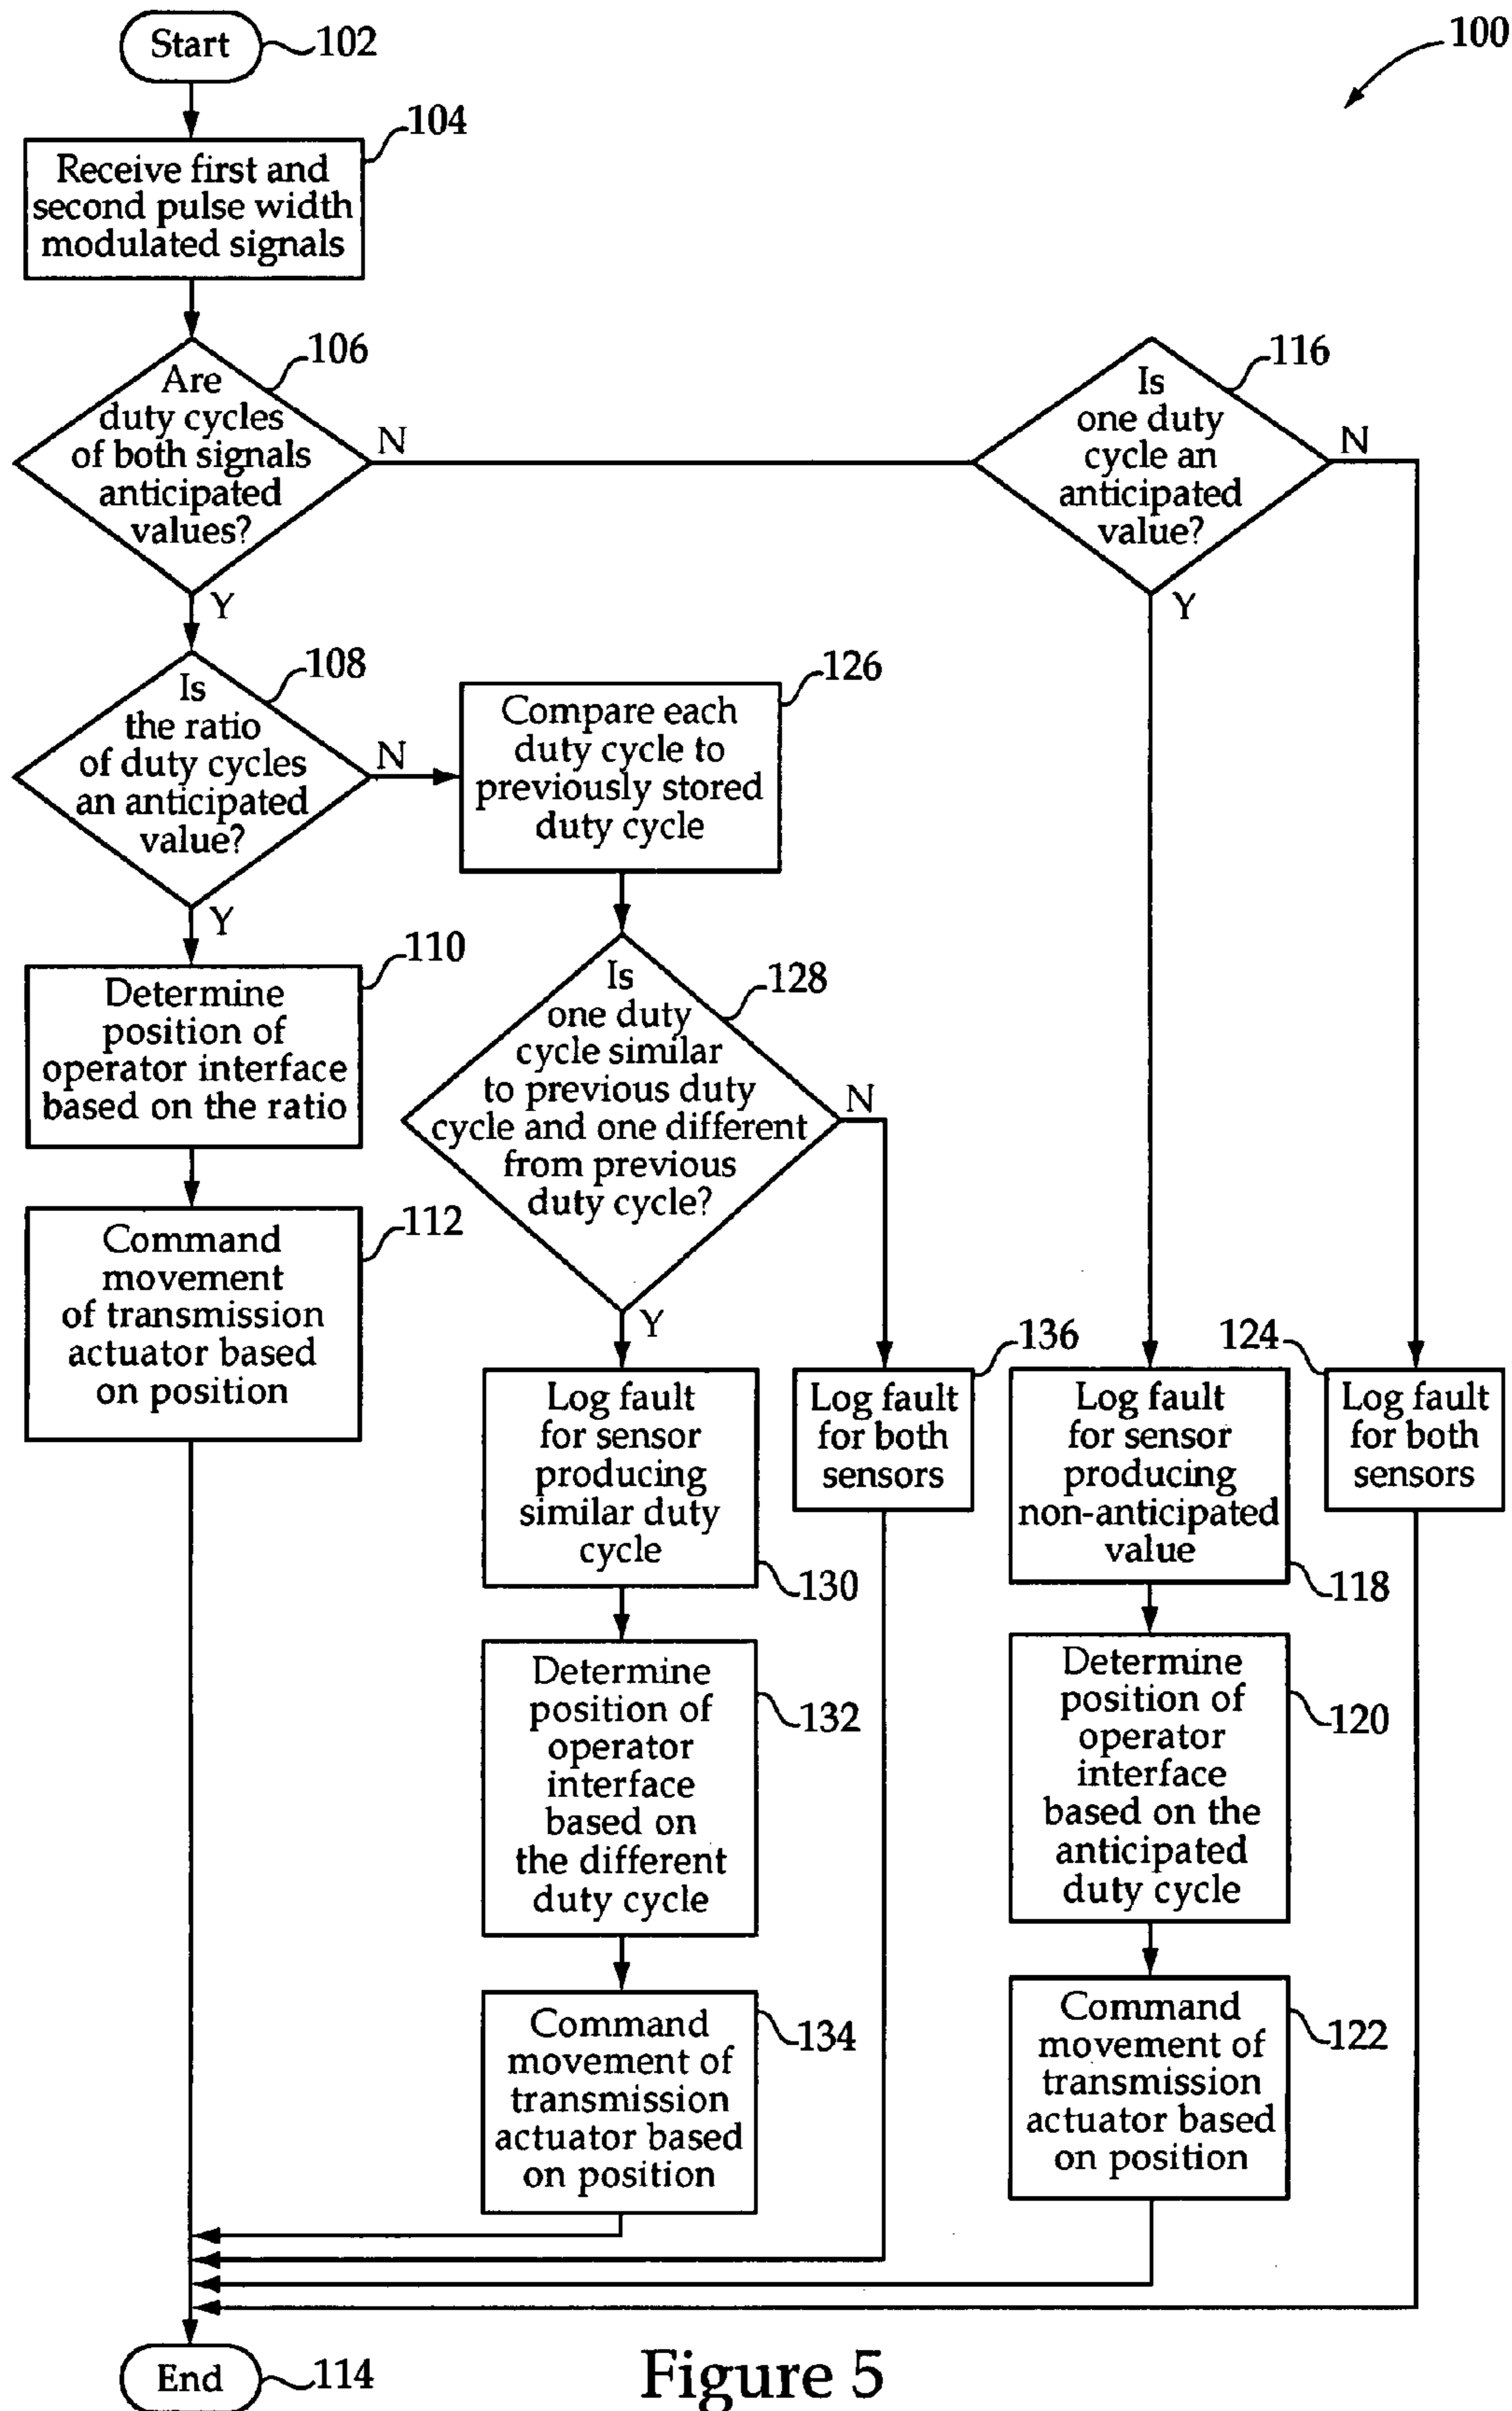 100
Start
102
104
Receive first and
second pulse width
modulated signals
106
Are
duty cycles
of both signals
anticipated
values?
N
Y
116
Is
one duty
cycle an
anticipated
value?
N
Y
108
Is
the ratio
of duty cycles
an anticipated
value?
N
Y
126
Compare each
duty cycle to
previously stored
duty cycle
110
Determine
position of
operator interface
based on the ratio
128
Is
one duty
cycle similar
to previous duty
cycle and one different
from previous
duty cycle?
N
Y
112
Command
movement
of transmission
actuator based
on position
Log fault
for sensor
producing
similar duty
cycle
130
136
Log fault
for both
sensors
Log fault
for sensor
producing
non-anticipated
value
118
124
Log fault
for both
sensors
Determine
position of
operator
interface
based on
the different
duty cycle
132
Determine
position of
operator
interface
based on the
anticipated
duty cycle
120
Command
movement of
transmission
actuator based
on position
134
Command
movement of
transmission
actuator based
on position
122
End
114
Figure 5